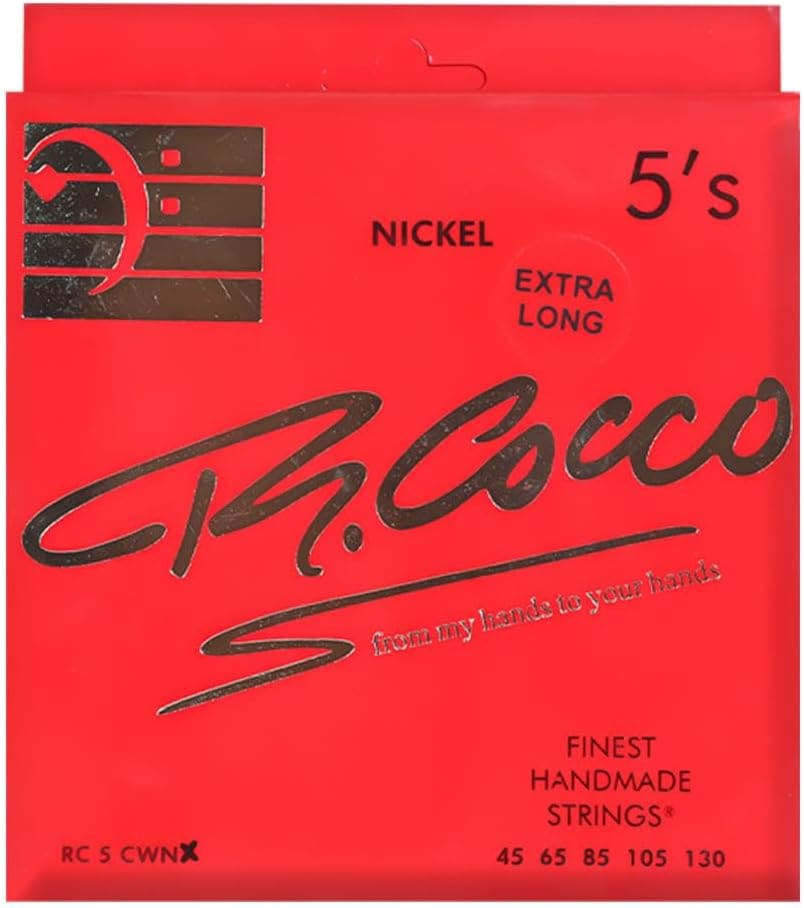 5's
NICKEL
EXTRA
LONG
R. Cocco
from my hands to your hands
FINEST
HANDMADE
STRINGS®
RC 5 CWNX
45 65 85 105 130